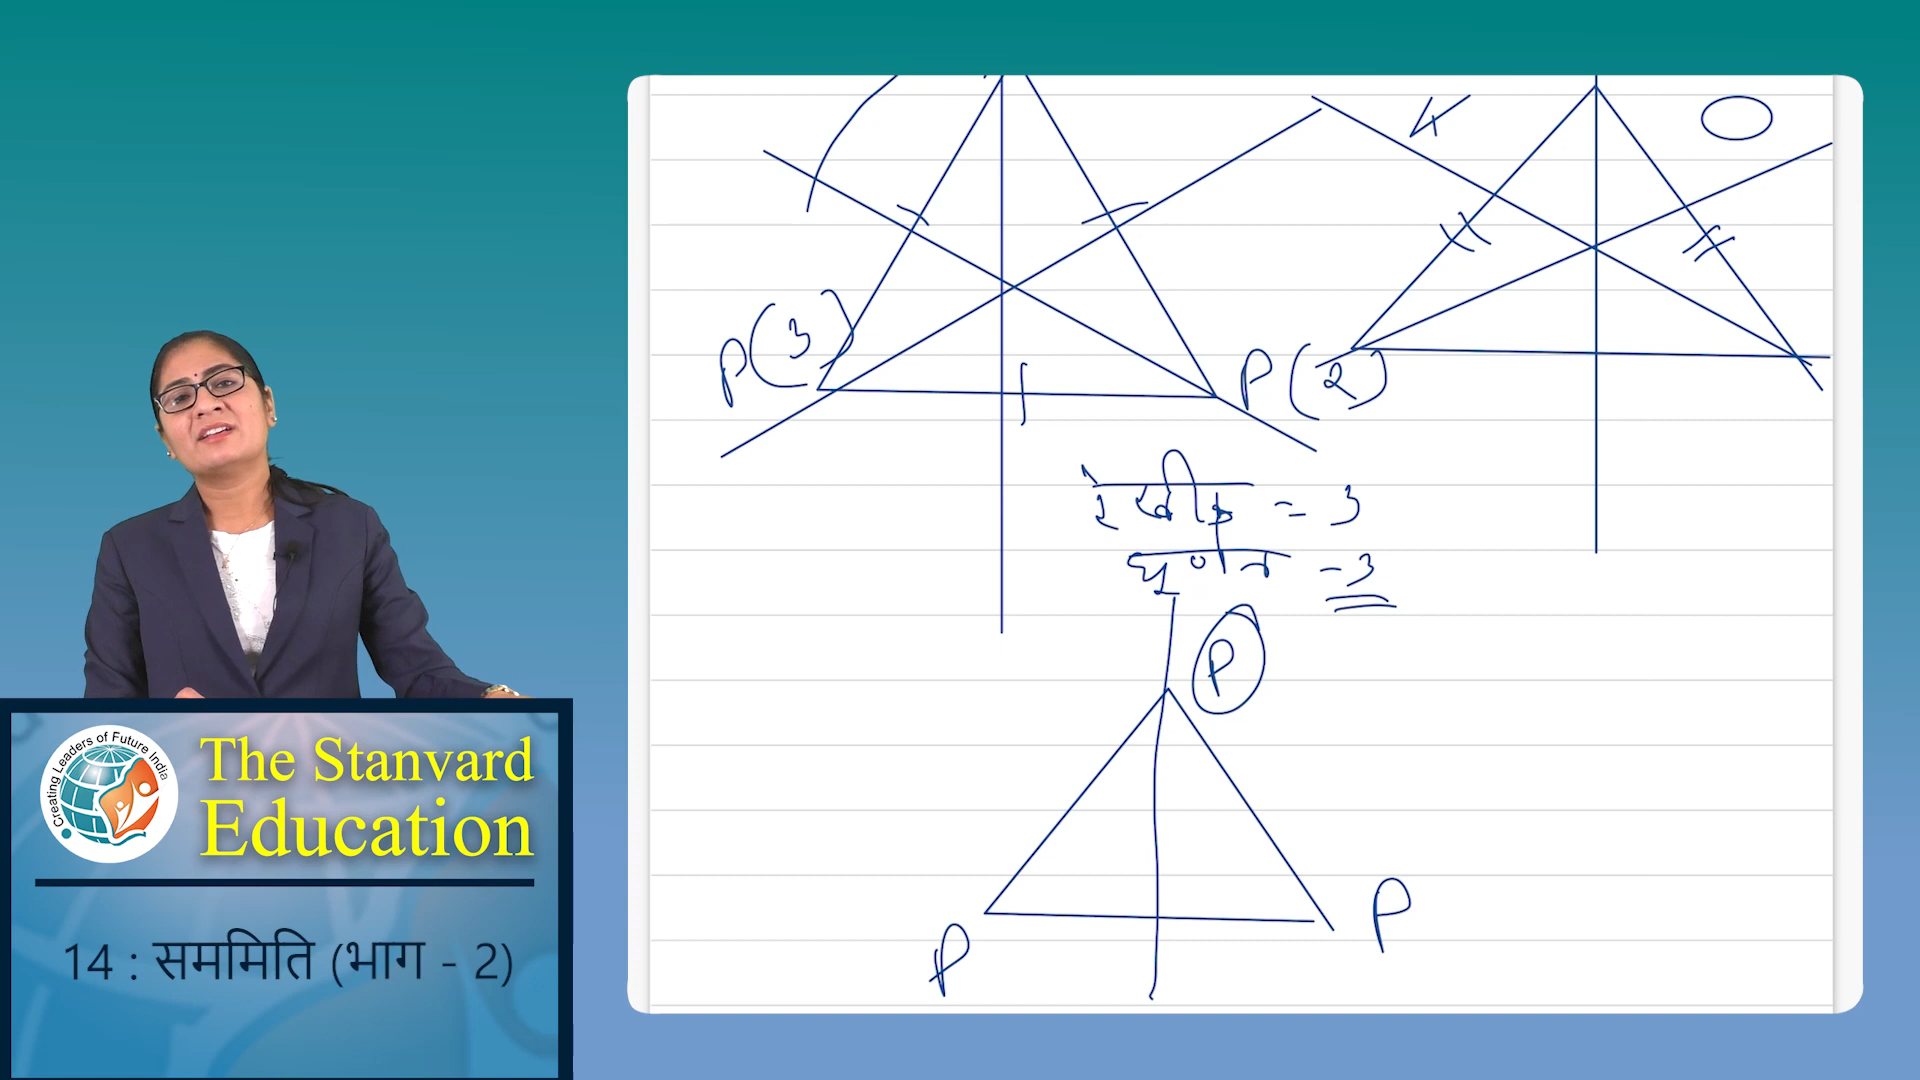 Creating Leaders of Future India
The Stanvard
Education
14 : सममिति (भाग - 2)
P(3)
P(2)
रेखीक = 3
घूर्णन - 3
P
P
P